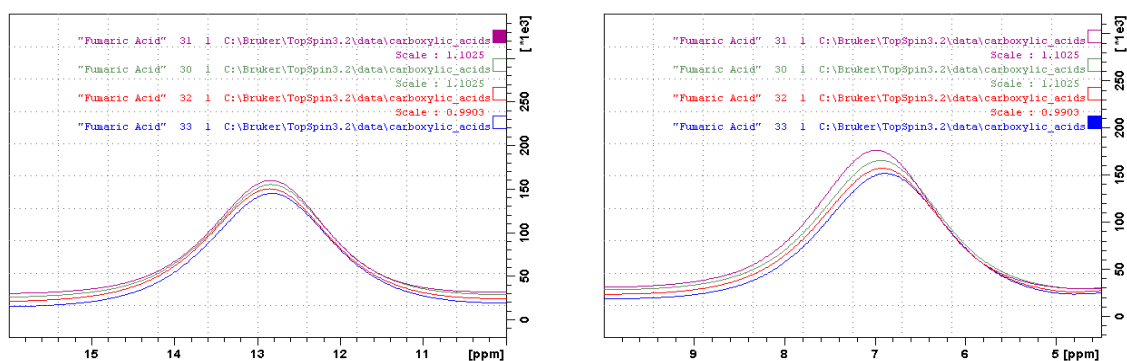 "Fumaric Acid" 31 1 C:\Bruker\TopSpin3.2\data\carboxylic_acids
Scale : 1.1025
"Fumaric Acid" 30 1 C:\Bruker\TopSpin3.2\data\carboxylic_acids
Scale : 1.1025
"Fumaric Acid" 32 1 C:\Bruker\TopSpin3.2\data\carboxylic_acids
Scale : 0.9903
"Fumaric Acid" 33 1 C:\Bruker\TopSpin3.2\data\carboxylic_acids
[*1e3]
250
200
150
100
50
0
15 14 13 12 11 [ppm]
"Fumaric Acid" 31 1 C:\Bruker\TopSpin3.2\data\carboxylic_acids
Scale : 1.1025
"Fumaric Acid" 30 1 C:\Bruker\TopSpin3.2\data\carboxylic_acids
Scale : 1.1025
"Fumaric Acid" 32 1 C:\Bruker\TopSpin3.2\data\carboxylic_acids
Scale : 0.9903
"Fumaric Acid" 33 1 C:\Bruker\TopSpin3.2\data\carboxylic_acids
[*1e3]
250
200
150
100
50
0
9 8 7 6 5 [ppm]